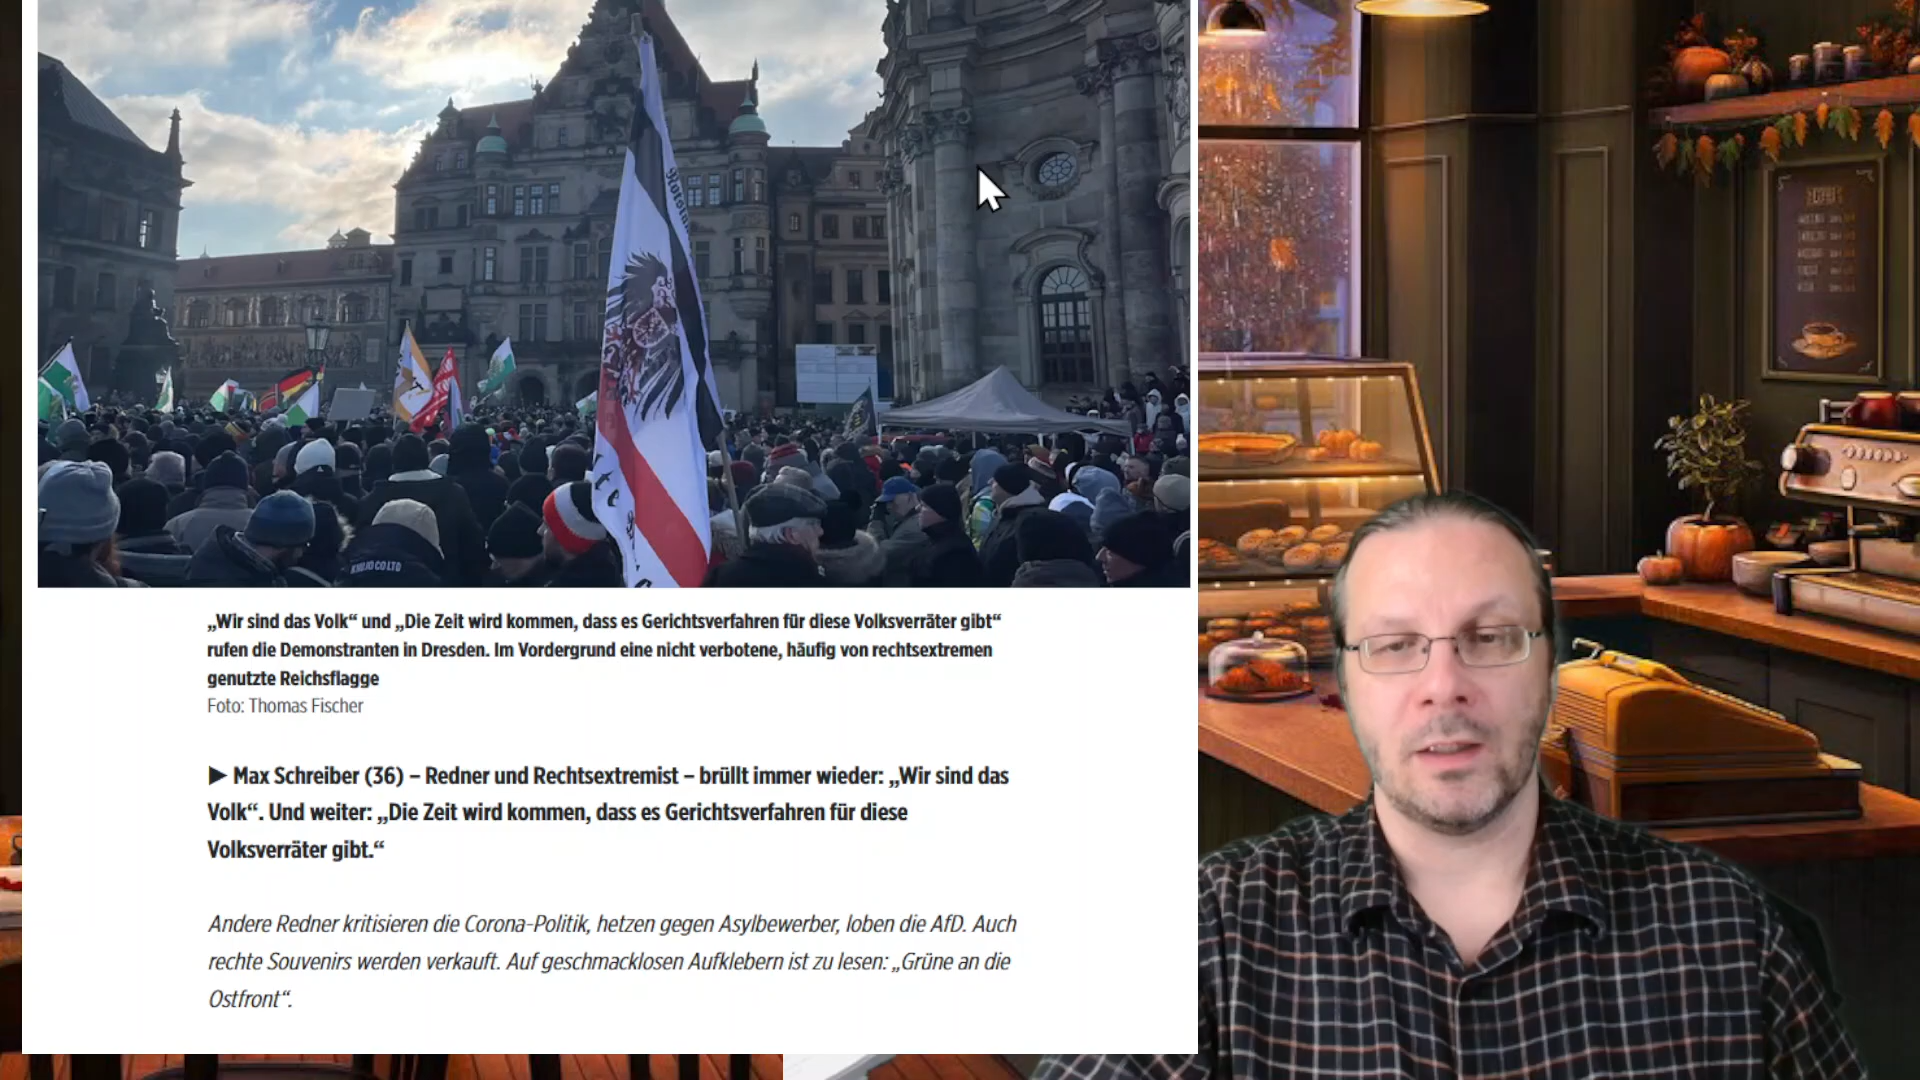 KHUJO CO LTD
„Wir sind das Volk“ und „Die Zeit wird kommen, dass es Gerichtsverfahren für diese Volksverräter gibt“
rufen die Demonstranten in Dresden. Im Vordergrund eine nicht verbotene, häufig von rechtsextremen
genutzte Reichsflagge
Foto: Thomas Fischer
▶ Max Schreiber (36) – Redner und Rechtsextremist – brüllt immer wieder: „Wir sind das
Volk“. Und weiter: „Die Zeit wird kommen, dass es Gerichtsverfahren für diese
Volksverräter gibt.“
Andere Redner kritisieren die Corona-Politik, hetzen gegen Asylbewerber, loben die AfD. Auch
rechte Souvenirs werden verkauft. Auf geschmacklosen Aufklebern ist zu lesen: „Grüne an die
Ostfront“.